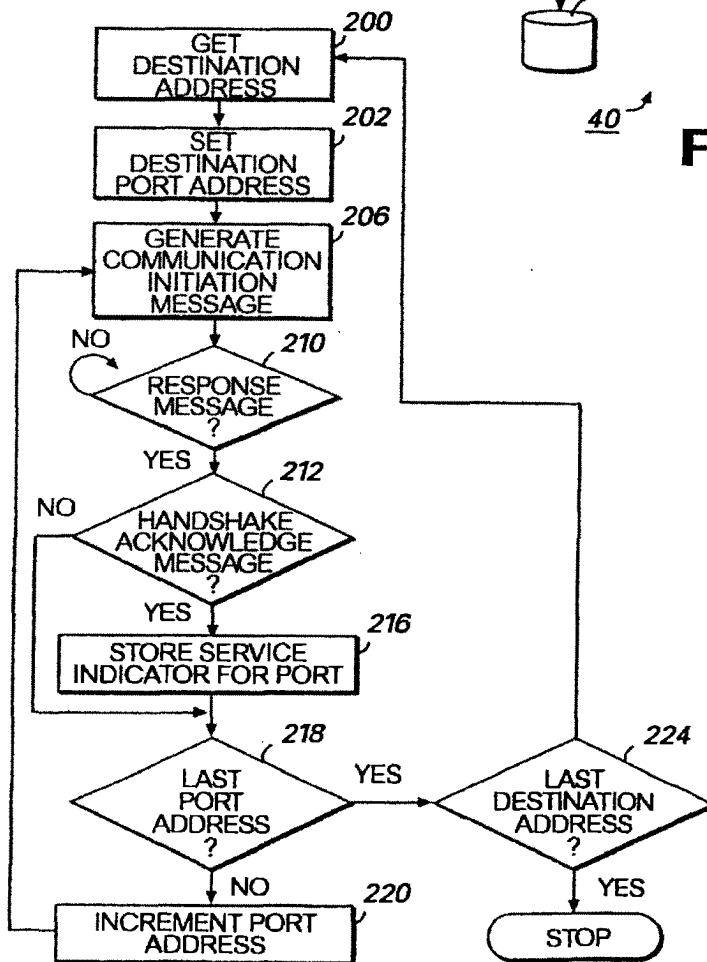 200
GET
DESTINATION
ADDRESS
40
F
202
SET
DESTINATION
PORT ADDRESS
206
GENERATE
COMMUNICATION
INITIATION
MESSAGE
NO
210
RESPONSE
MESSAGE
?
YES
212
NO
HANDSHAKE
ACKNOWLEDGE
MESSAGE
?
YES
216
STORE SERVICE
INDICATOR FOR PORT
218
LAST
PORT
ADDRESS
?
YES
224
LAST
DESTINATION
ADDRESS
?
NO
220
INCREMENT PORT
ADDRESS
YES
STOP